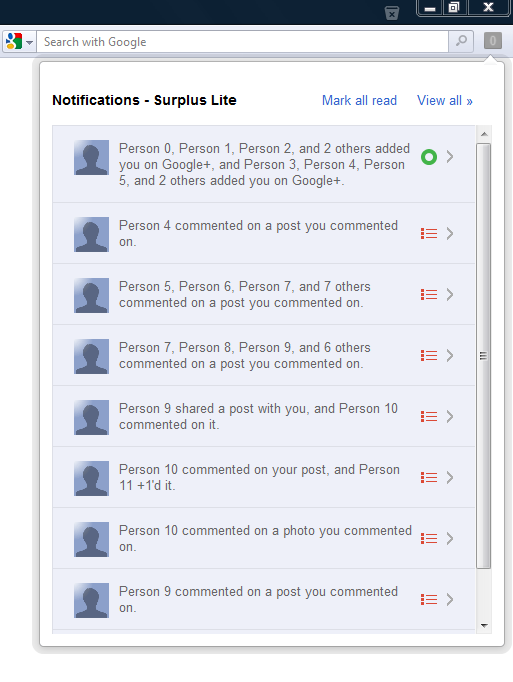 Search with Google
0
Notifications - Surplus Lite
Mark all read
View all »
Person 0, Person 1, Person 2, and 2 others added
you on Google+, and Person 3, Person 4, Person
5, and 2 others added you on Google+.
Person 4 commented on a post you commented
on.
Person 5, Person 6, Person 7, and 7 others
commented on a post you commented on.
Person 7, Person 8, Person 9, and 6 others
commented on a post you commented on.
Person 9 shared a post with you, and Person 10
commented on it.
Person 10 commented on your post, and Person
11 +1'd it.
Person 10 commented on a photo you commented
on.
Person 9 commented on a post you commented
on.